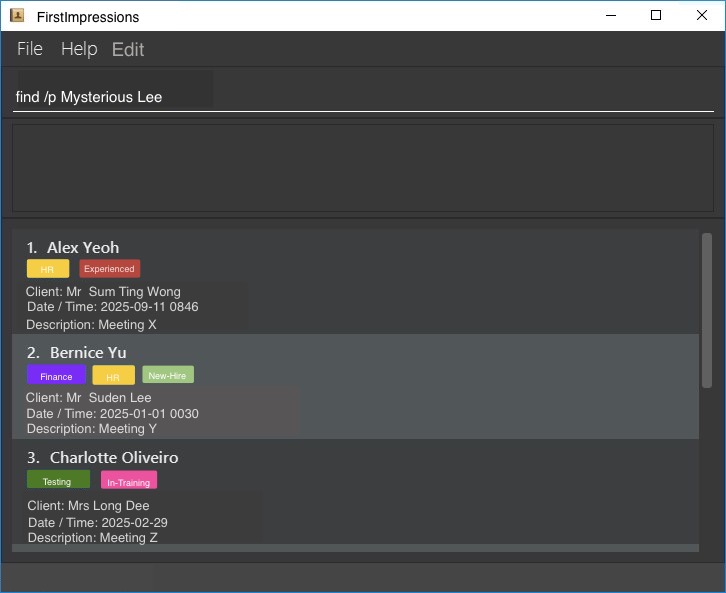 FirstImpressions
File Help Edit
find /p Mysterious Lee
1. Alex Yeoh
HR Experienced
Client: Mr  Sum Ting Wong
Date / Time: 2025-09-11 0846
Description: Meeting X
2. Bernice Yu
Finance HR New-Hire
Client: Mr  Suden Lee
Date / Time: 2025-01-01 0030
Description: Meeting Y
3. Charlotte Oliveiro
Testing In-Training
Client: Mrs Long Dee
Date / Time: 2025-02-29
Description: Meeting Z